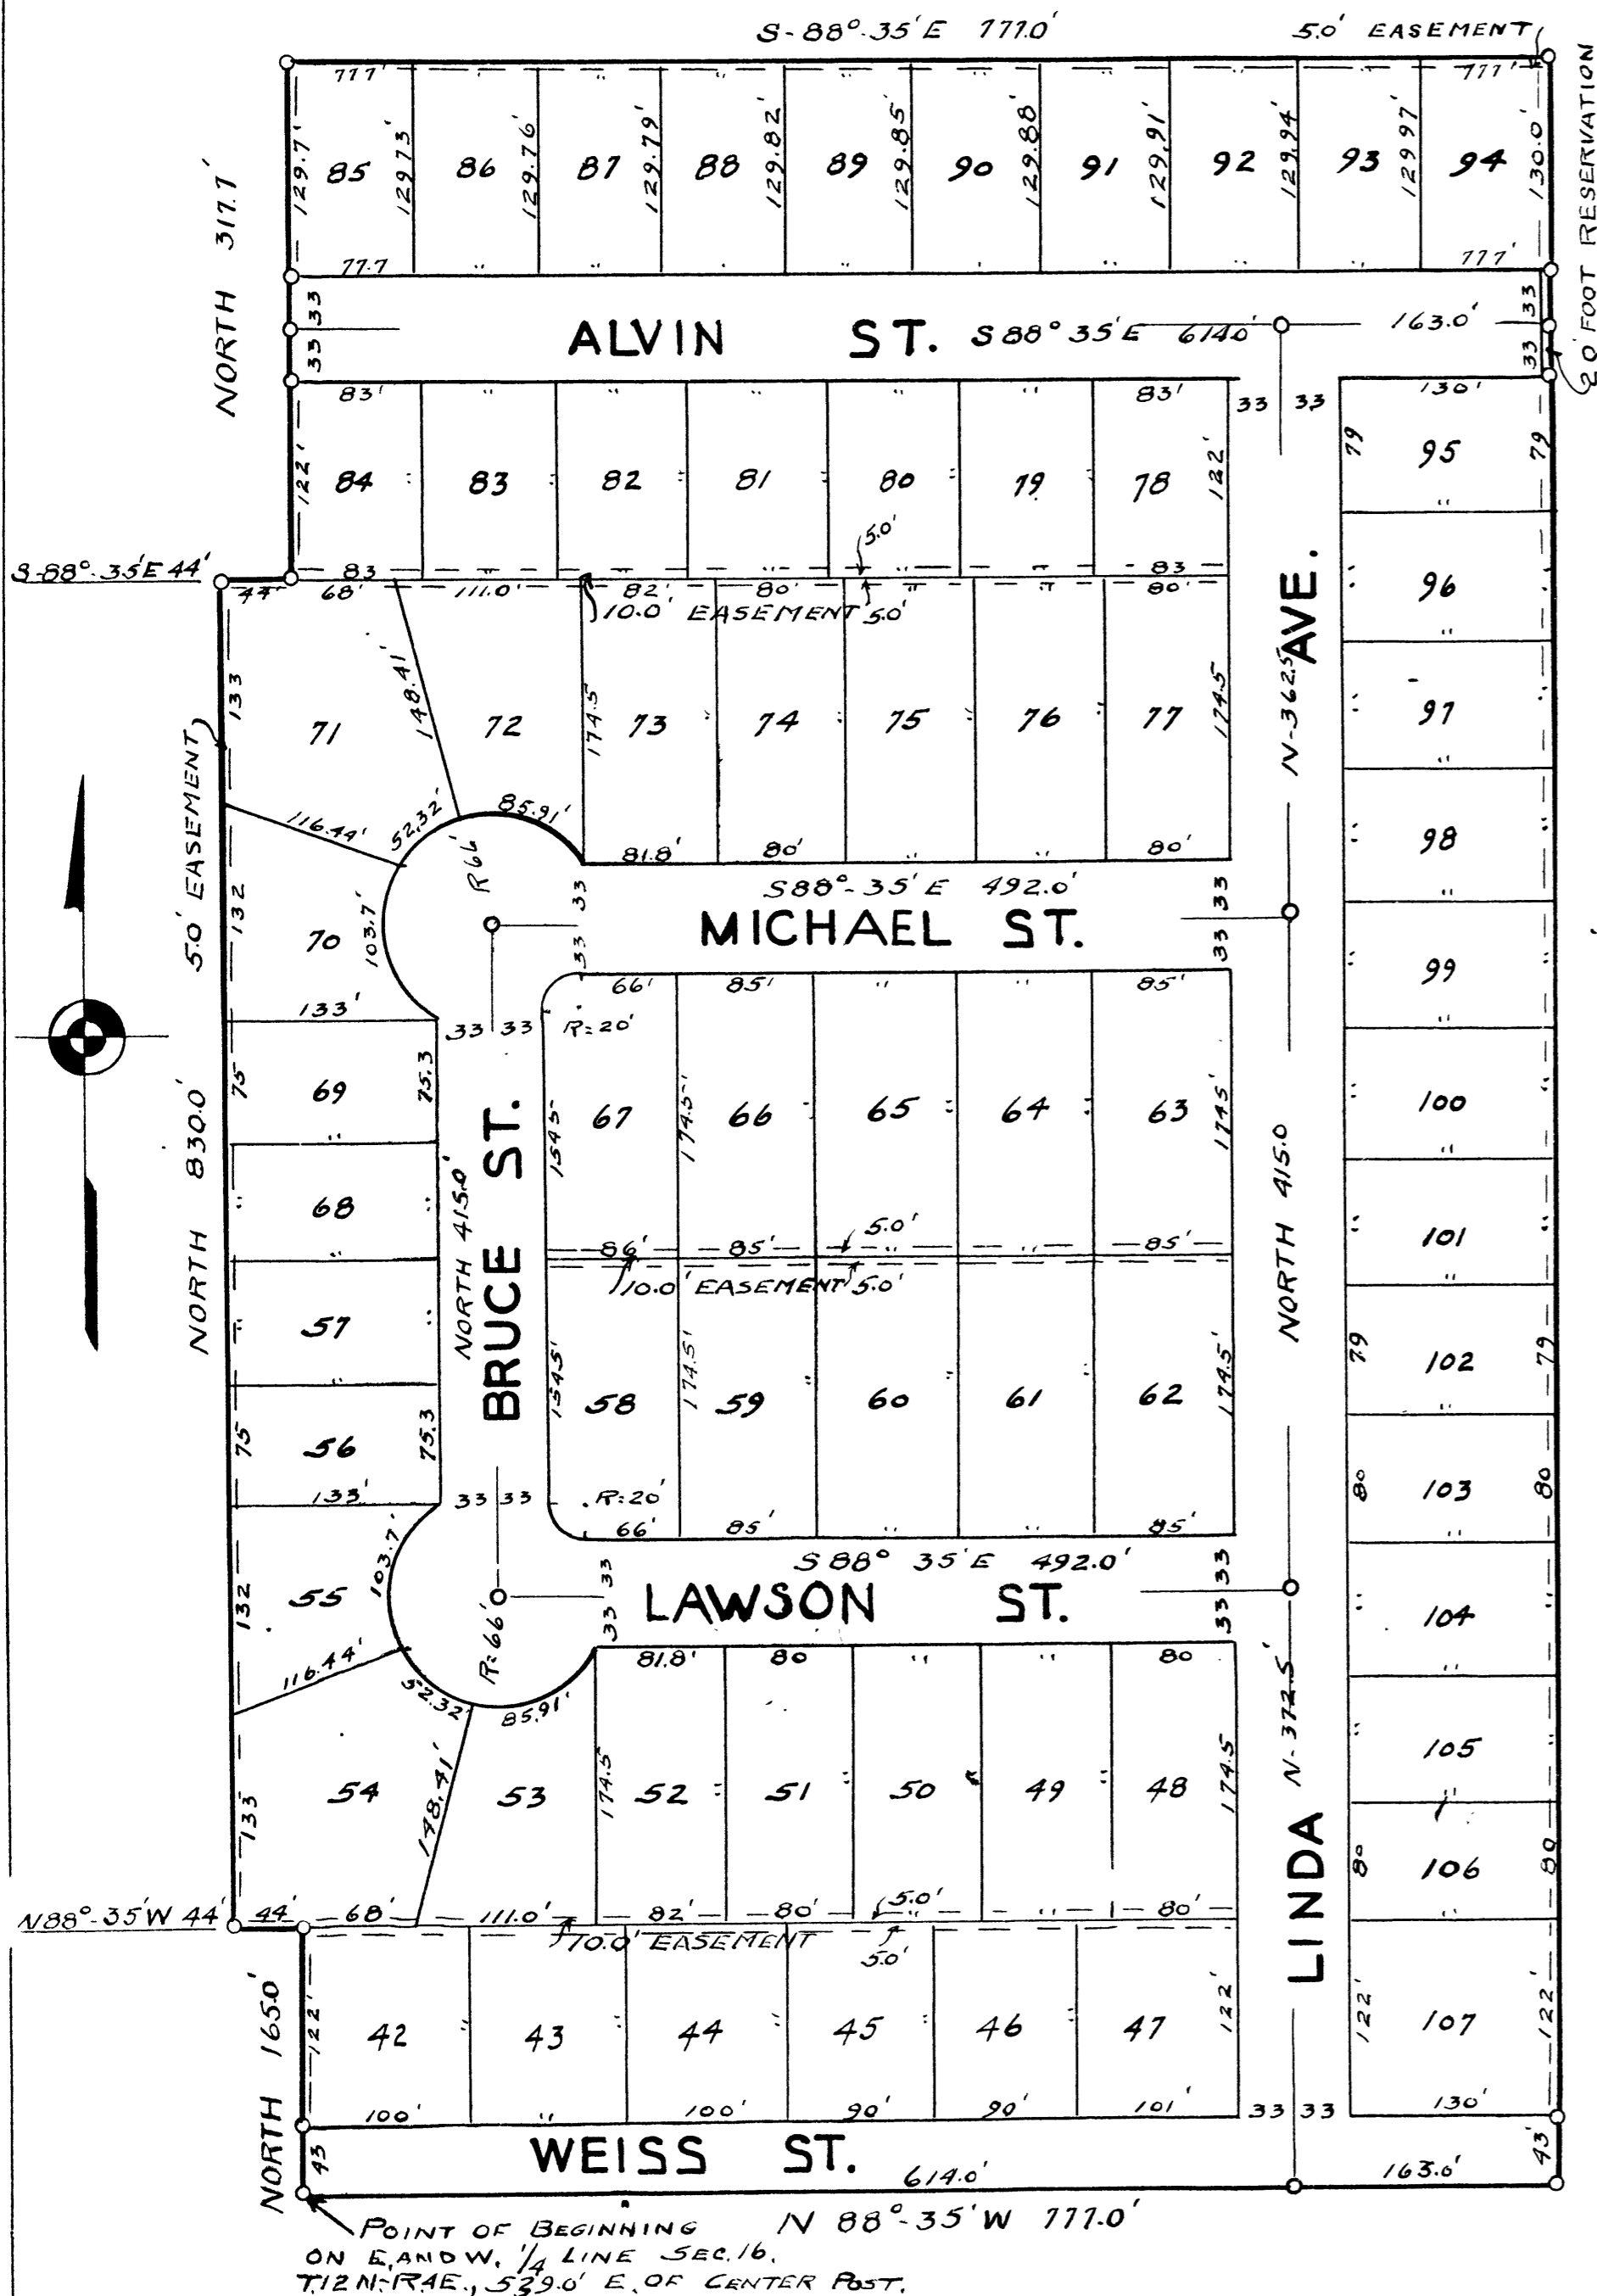 S-88°-35'E 777.0' 5.0' EASEMENT
77.7' " " " " " " " " 77.7'
NORTH 317.7'
129.7' 85 129.73' 86 129.76' 87 129.79' 88 129.82' 89 129.85' 90 129.88' 91 129.91' 92 129.94' 93 129.97' 94 130.0'
2.0' FOOT RESERVATION
77.7 " " " " " " " " 77.7'
33 33
ALVIN ST. S 88° 35' E 614.0' 163.0'
33 33
83' " " " " " 83' 33 33 130'
122' 84 " 83 " 82 " 81 " 80 " 79 " 78 122'
79 95 79
"
5.0'
S-88°-35'E 44' 83 " " " " " 83
44' 68' 111.0' 82' 80' " " 80'
10.0' EASEMENT 5.0'
" 96 "
"
133 71 148.41' 72 174.5' 73 " 74 " 75 " 76 " 77 174.5'
N-362.5
AVE.
" 97 "
"
5.0' EASEMENT
116.44' 52.32' 85.91'
R 66'
81.8' 80' " " 80'
" 98 "
"
S88°-35'E 492.0'
33 33
MICHAEL ST.
33 33
132 70 103.7'
133'
" 99 "
"
33 33 R=20'
66' 85' " " 85'
75 69 75.3
"
154.5' 67 174.5' 66 " 65 " 64 " 63 174.5'
" 100 "
"
NORTH 830.0'
BRUCE ST.
NORTH 415.0'
NORTH 415.0
" 68 "
"
86' 85' " " 85'
5.0'
10.0' EASEMENT 5.0'
" 101 "
"
" 57 "
"
154.5' 58 174.5' 59 " 60 " 61 " 62 174.5'
79 102 79
"
75 56 75.3
133'
33 33 R=20'
66' 85' " " 85'
80 103 80
"
S 88° 35' E 492.0'
33 33
LAWSON ST.
33 33
132 55 103.7'
R=66'
116.44' 52.32' 85.91'
81.8' 80 " " 80
" 104 "
"
133 54 148.41' 53 174.5' 52 " 51 " 50 49 " 48 174.5'
N-372.5'
LINDA
" 105 "
"
80 106 80
"
N88°-35'W 44' 44' 68' 111.0' 82' 80' " " 80'
5.0'
10.0' EASEMENT
5.0'
NORTH 165.0'
122' 42 " 43 " 44 " 45 " 46 " 47 122'
122' 107 122'
100' " 100' 90' 90' 101' 33 33 130'
43 WEISS ST. 614.0' 163.0' 43'
N 88°-35'W 777.0'
POINT OF BEGINNING
ON E. AND W. 1/4 LINE SEC. 16.
T.12N.-R.4E., 529.0' E. OF CENTER POST.